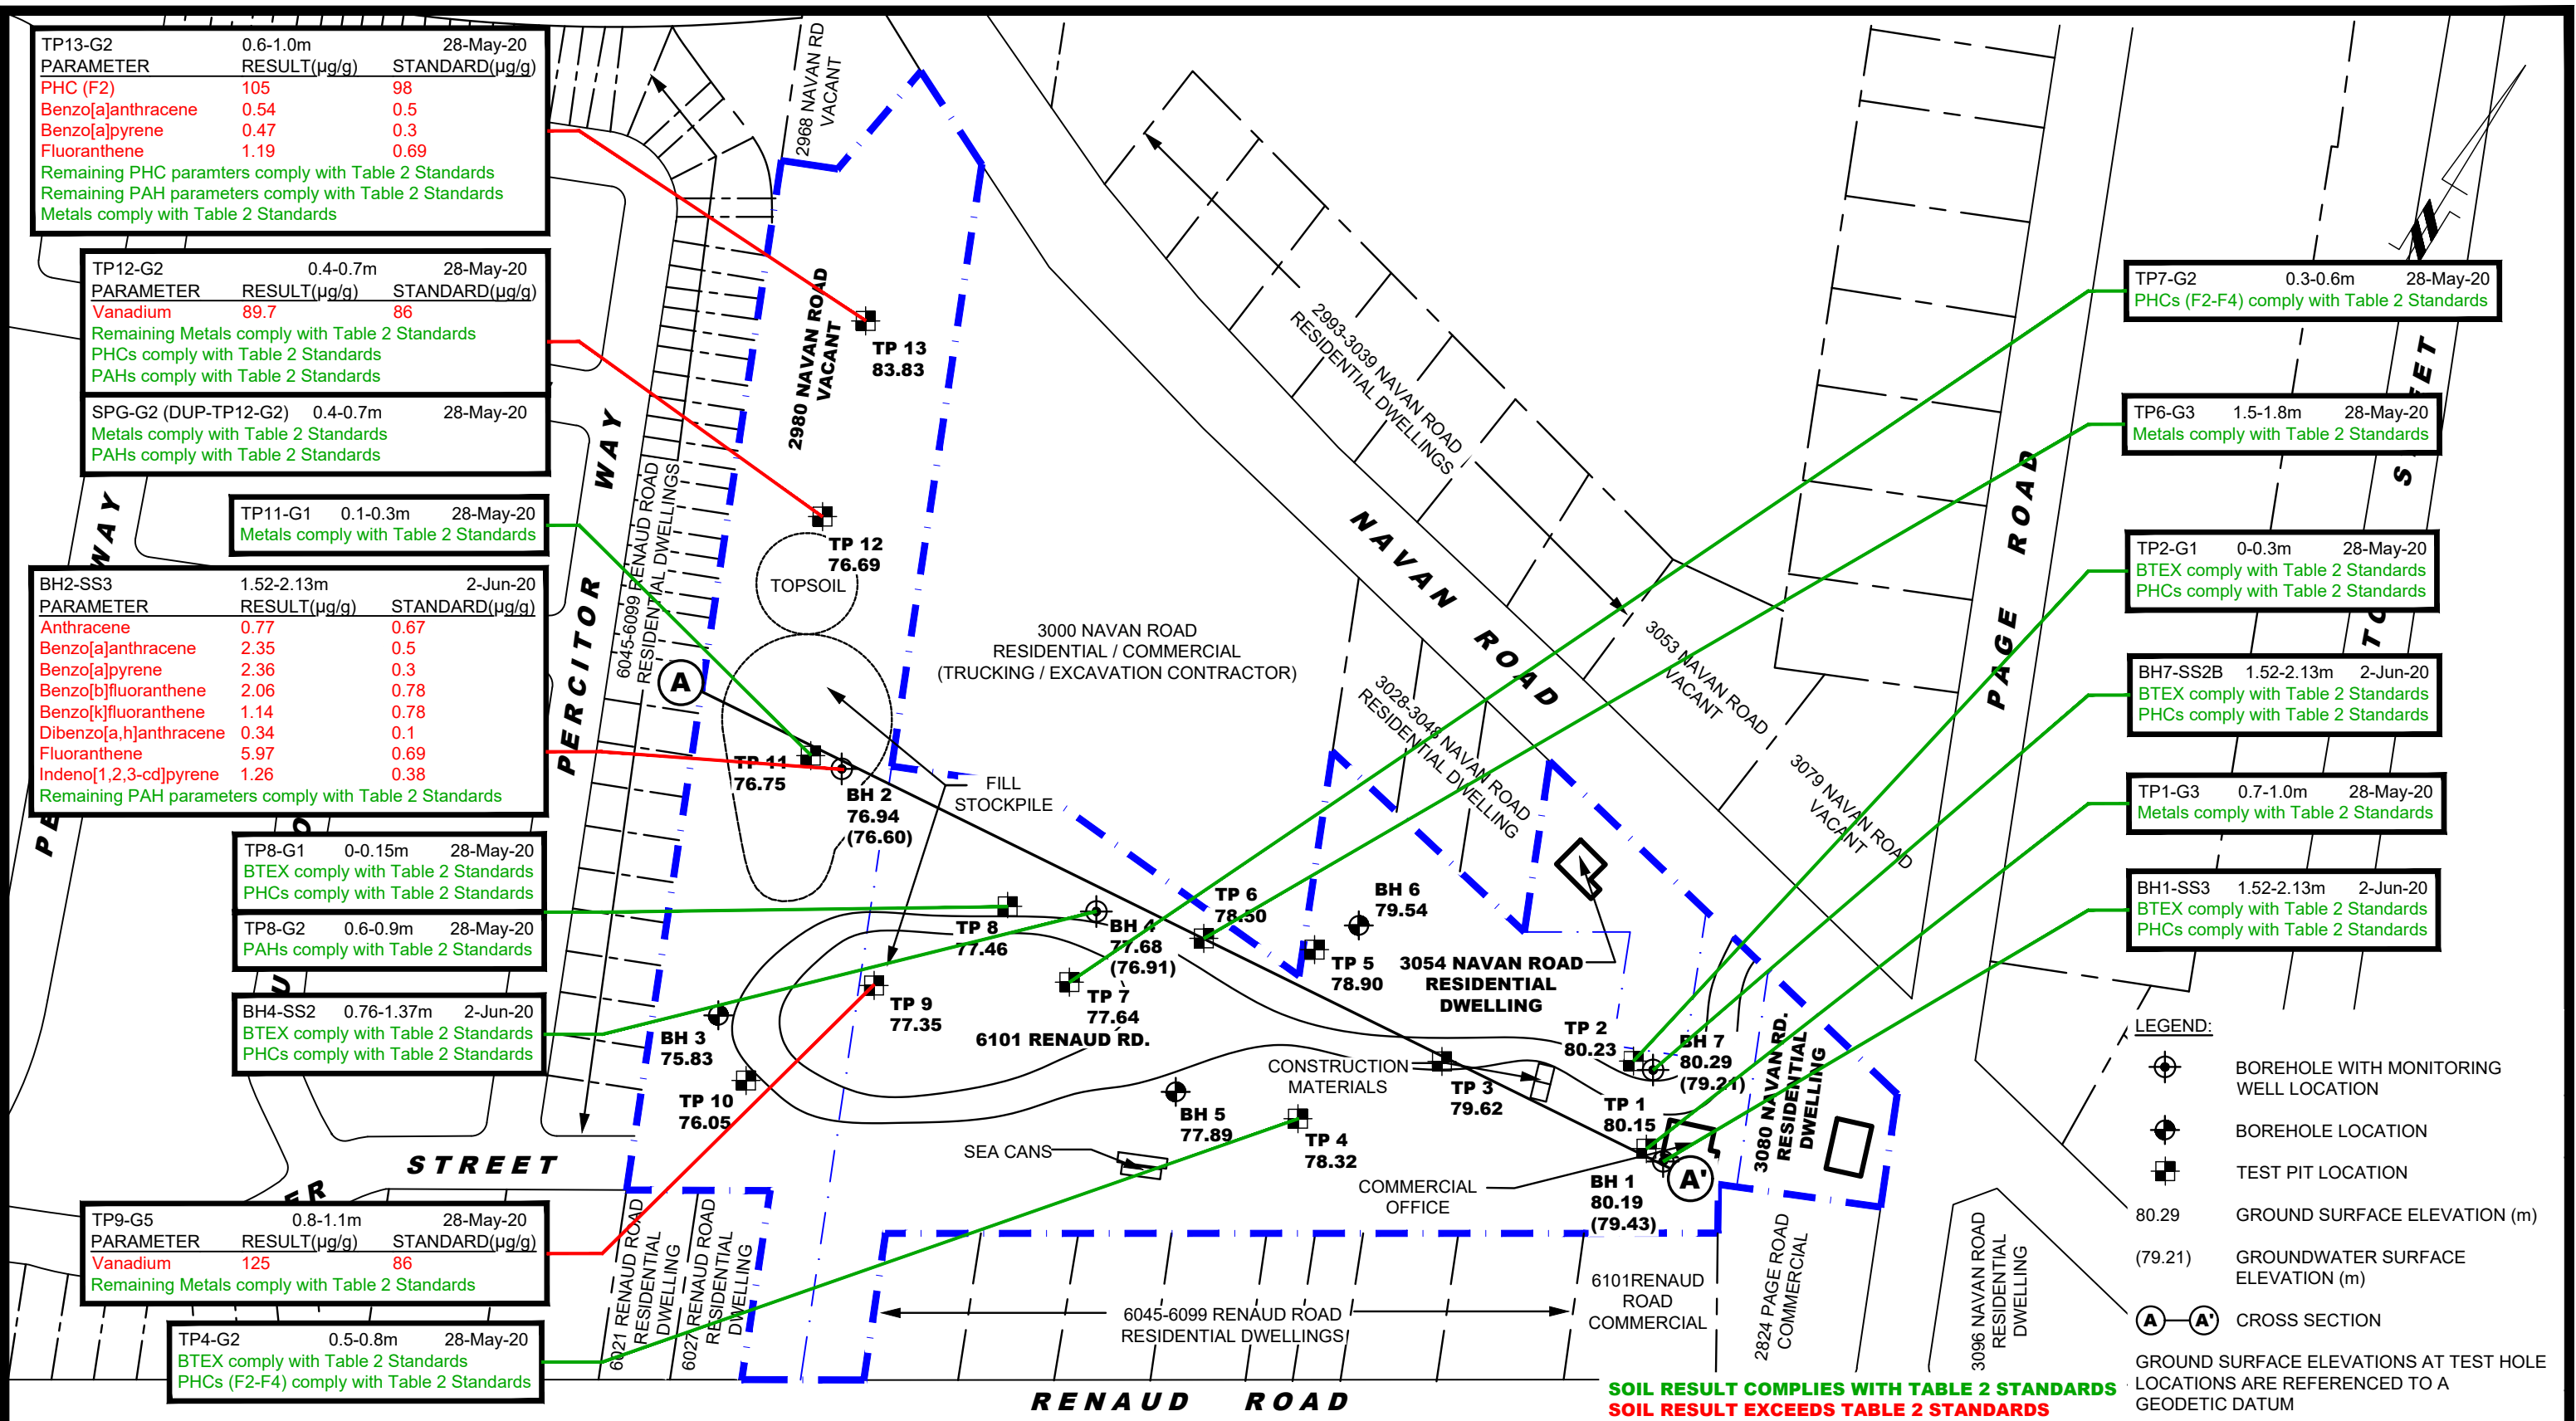 TP13-G2 0.6-1.0m 28-May-20
PARAMETER RESULT(µg/g) STANDARD(µg/g)
PHC (F2) 105 98
Benzo[a]anthracene 0.54 0.5
Benzo[a]pyrene 0.47 0.3
Fluoranthene 1.19 0.69
Remaining PHC paramters comply with Table 2 Standards
Remaining PAH parameters comply with Table 2 Standards
Metals comply with Table 2 Standards
TP12-G2 0.4-0.7m 28-May-20
PARAMETER RESULT(µg/g) STANDARD(µg/g)
Vanadium 89.7 86
Remaining Metals comply with Table 2 Standards
PHCs comply with Table 2 Standards
PAHs comply with Table 2 Standards
SPG-G2 (DUP-TP12-G2) 0.4-0.7m 28-May-20
Metals comply with Table 2 Standards
PAHs comply with Table 2 Standards
TP11-G1 0.1-0.3m 28-May-20
Metals comply with Table 2 Standards
BH2-SS3 1.52-2.13m 2-Jun-20
PARAMETER RESULT(µg/g) STANDARD(µg/g)
Anthracene 0.77 0.67
Benzo[a]anthracene 2.35 0.5
Benzo[a]pyrene 2.36 0.3
Benzo[b]fluoranthene 2.06 0.78
Benzo[k]fluoranthene 1.14 0.78
Dibenzo[a,h]anthracene 0.34 0.1
Fluoranthene 5.97 0.69
Indeno[1,2,3-cd]pyrene 1.26 0.38
Remaining PAH parameters comply with Table 2 Standards
TP8-G1 0-0.15m 28-May-20
BTEX comply with Table 2 Standards
PHCs comply with Table 2 Standards
TP8-G2 0.6-0.9m 28-May-20
PAHs comply with Table 2 Standards
BH4-SS2 0.76-1.37m 2-Jun-20
BTEX comply with Table 2 Standards
PHCs comply with Table 2 Standards
TP9-G5 0.8-1.1m 28-May-20
PARAMETER RESULT(µg/g) STANDARD(µg/g)
Vanadium 125 86
Remaining Metals comply with Table 2 Standards
TP4-G2 0.5-0.8m 28-May-20
BTEX comply with Table 2 Standards
PHCs (F2-F4) comply with Table 2 Standards
WAY
PERCITOR WAY
STREET
2968 NAVAN RD
VACANT
2980 NAVAN ROAD
VACANT
6045-6099 RENAUD ROAD
RESIDENTIAL DWELLINGS
TP 13
83.83
TP 12
76.69
TOPSOIL
A
TP 11
76.75
BH 2
76.94
(76.60)
FILL
STOCKPILE
3000 NAVAN ROAD
RESIDENTIAL / COMMERCIAL
(TRUCKING / EXCAVATION CONTRACTOR)
2993-3039 NAVAN ROAD
RESIDENTIAL DWELLINGS
NAVAN ROAD
3028-3048 NAVAN ROAD
RESIDENTIAL DWELLING
3053 NAVAN ROAD
VACANT
3079 NAVAN ROAD
VACANT
PAGE ROAD
TP 8
77.46
BH 4
77.68
(76.91)
TP 6
78.50
BH 6
79.54
TP 5
78.90
3054 NAVAN ROAD
RESIDENTIAL
DWELLING
TP 9
77.35
TP 7
77.64
6101 RENAUD RD.
BH 3
75.83
TP 10
76.05
CONSTRUCTION
MATERIALS
TP 3
79.62
TP 2
80.23
BH 7
80.29
(79.21)
3080 NAVAN RD.
RESIDENTIAL
DWELLING
BH 5
77.89
TP 4
78.32
TP 1
80.15
SEA CANS
COMMERCIAL
OFFICE
BH 1
80.19
(79.43)
A'
6021 RENAUD ROAD
RESIDENTIAL
DWELLING
6027 RENAUD ROAD
RESIDENTIAL
DWELLING
6045-6099 RENAUD ROAD
RESIDENTIAL DWELLINGS
6101RENAUD
ROAD
COMMERCIAL
2824 PAGE ROAD
COMMERCIAL
3096 NAVAN ROAD
RESIDENTIAL
DWELLING
RENAUD ROAD
TP7-G2 0.3-0.6m 28-May-20
PHCs (F2-F4) comply with Table 2 Standards
TP6-G3 1.5-1.8m 28-May-20
Metals comply with Table 2 Standards
TP2-G1 0-0.3m 28-May-20
BTEX comply with Table 2 Standards
PHCs comply with Table 2 Standards
BH7-SS2B 1.52-2.13m 2-Jun-20
BTEX comply with Table 2 Standards
PHCs comply with Table 2 Standards
TP1-G3 0.7-1.0m 28-May-20
Metals comply with Table 2 Standards
BH1-SS3 1.52-2.13m 2-Jun-20
BTEX comply with Table 2 Standards
PHCs comply with Table 2 Standards
LEGEND:
BOREHOLE WITH MONITORING
WELL LOCATION
BOREHOLE LOCATION
TEST PIT LOCATION
80.29 GROUND SURFACE ELEVATION (m)
(79.21) GROUNDWATER SURFACE
ELEVATION (m)
A A' CROSS SECTION
GROUND SURFACE ELEVATIONS AT TEST HOLE
LOCATIONS ARE REFERENCED TO A
GEODETIC DATUM
SOIL RESULT COMPLIES WITH TABLE 2 STANDARDS
SOIL RESULT EXCEEDS TABLE 2 STANDARDS